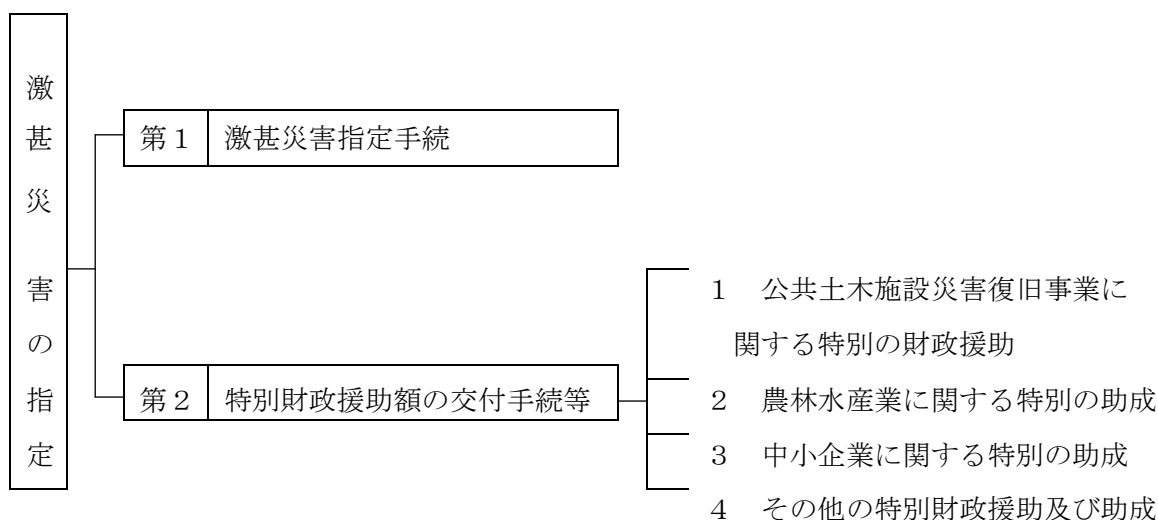 激甚災害の指定
第1 激甚災害指定手続
第2 特別財政援助額の交付手続等
1 公共土木施設災害復旧事業に
関する特別の財政援助
2 農林水産業に関する特別の助成
3 中小企業に関する特別の助成
4 その他の特別財政援助及び助成